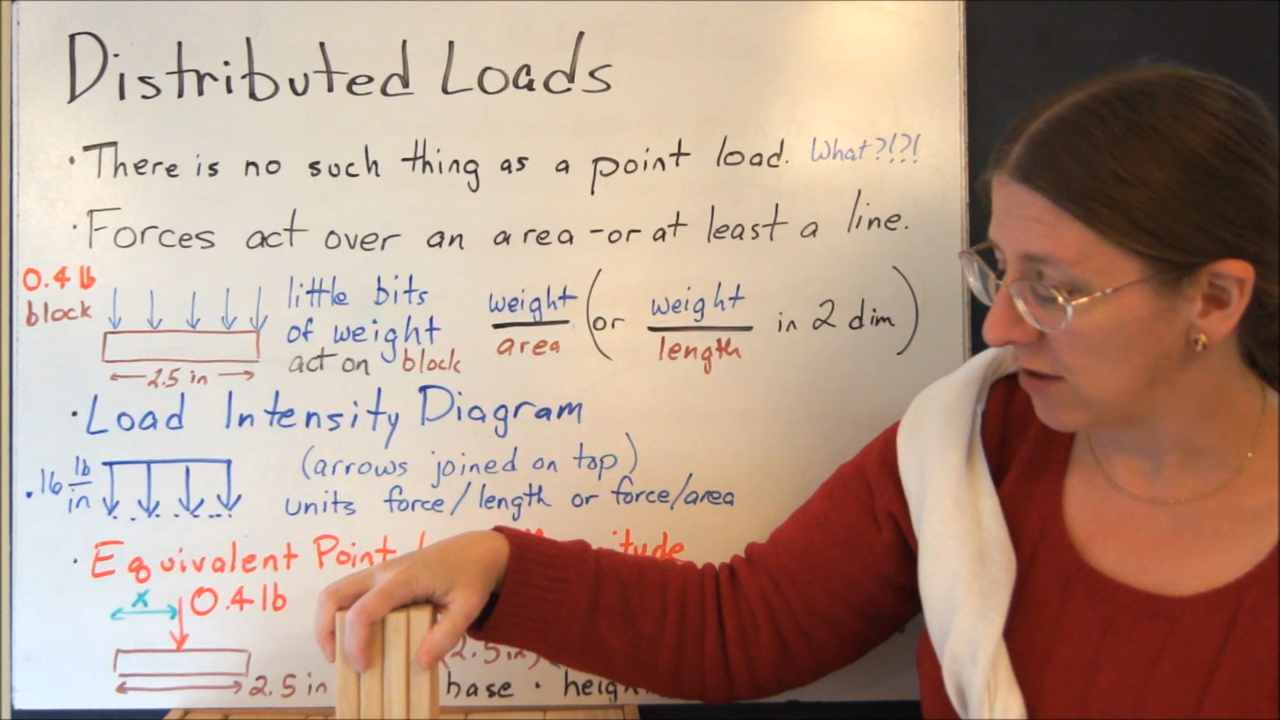 Distributed Loads
· There is no such thing as a point load. What?!?!
· Forces act over an area - or at least a line.
0.4 lb
block
2.5 in
little bits
of weight
act on block
weight
area
(or weight
length in 2 dim)
· Load Intensity Diagram
.16 lb
in
(arrows joined on top)
units force/length or force/area
· Equivalent Point
x 0.4 lb
2.5 in
(2.5in)
base · height